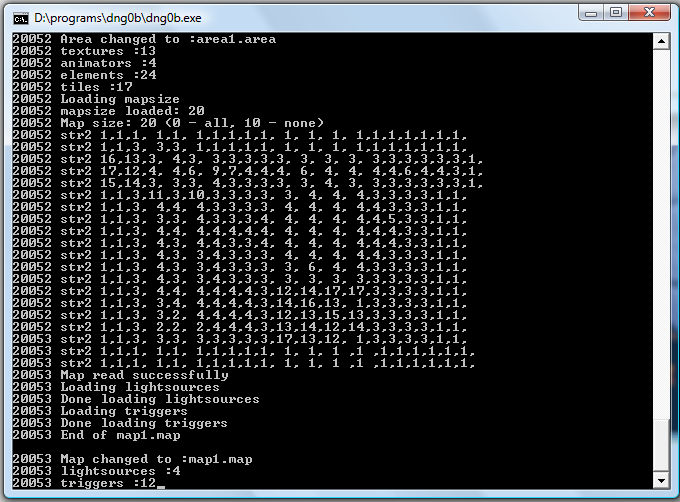 D:\programs\dng0b\dng0b.exe
20052 Area changed to :area1.area
20052 textures :13
20052 animators :4
20052 elements :24
20052 tiles :17
20052 Loading mapsize
20052 mapsize loaded: 20
20052 Map size: 20 (0 - all, 10 - none)
20052 str2 1,1,1, 1,1, 1,1,1,1,1, 1, 1, 1, 1,1,1,1,1,1,1,
20052 str2 1,1,3, 3,3, 1,1,1,1,1, 1, 1, 1, 1,1,1,1,1,1,1,
20052 str2 16,13,3, 4,3, 3,3,3,3,3, 3, 3, 3, 3,3,3,3,3,3,1,
20052 str2 17,12,4, 4,6, 9,7,4,4,4, 6, 4, 4, 4,4,6,4,4,3,1,
20052 str2 15,14,3, 3,3, 4,3,3,3,3, 3, 4, 3, 3,3,3,3,3,3,1,
20052 str2 1,1,3,11,3,10,3,3,3,3, 3, 4, 4, 4,3,3,3,3,1,1,
20052 str2 1,1,3, 4,4, 4,3,3,3,3, 4, 4, 4, 4,4,3,3,3,1,1,
20052 str2 1,1,3, 4,3, 3,4,3,3,4, 4, 4, 4, 4,4,5,3,3,1,1,
20052 str2 1,1,3, 4,4, 4,4,4,4,4, 4, 4, 4, 4,4,4,3,3,1,1,
20052 str2 1,1,3, 4,3, 3,4,3,3,3, 4, 4, 4, 4,4,3,3,3,1,1,
20052 str2 1,1,3, 4,3, 3,4,3,3,3, 4, 4, 4, 4,3,3,3,3,1,1,
20052 str2 1,1,3, 4,3, 3,4,3,3,3, 3, 6, 4, 4,3,3,3,3,1,1,
20052 str2 1,1,3, 4,3, 3,4,3,3,3, 3, 3, 3, 3,3,3,3,3,1,1,
20052 str2 1,1,3, 4,4, 4,4,4,4,3,12,14,17,17,3,3,3,3,1,1,
20052 str2 1,1,3, 3,4, 4,4,4,4,3,14,16,13, 1,3,3,3,3,1,1,
20052 str2 1,1,3, 3,2, 4,4,4,4,3,12,13,15,13,3,3,3,3,1,1,
20052 str2 1,1,3, 2,2, 2,4,4,4,3,13,14,12,14,3,3,3,3,1,1,
20052 str2 1,1,3, 3,3, 3,3,3,3,3,17,13,12, 1,3,3,3,3,1,1,
20053 str2 1,1,1, 1,1, 1,1,1,1,1, 1, 1, 1 ,1 ,1,1,1,1,1,1,
20053 str2 1,1,1, 1,1, 1,1,1,1,1, 1, 1, 1 ,1 ,1,1,1,1,1,1,
20053 Map read successfully
20053 Loading lightsources
20053 Done loading lightsources
20053 Loading triggers
20053 Done loading triggers
20053 End of map1.map
20053 Map changed to :map1.map
20053 lightsources :4
20053 triggers :12